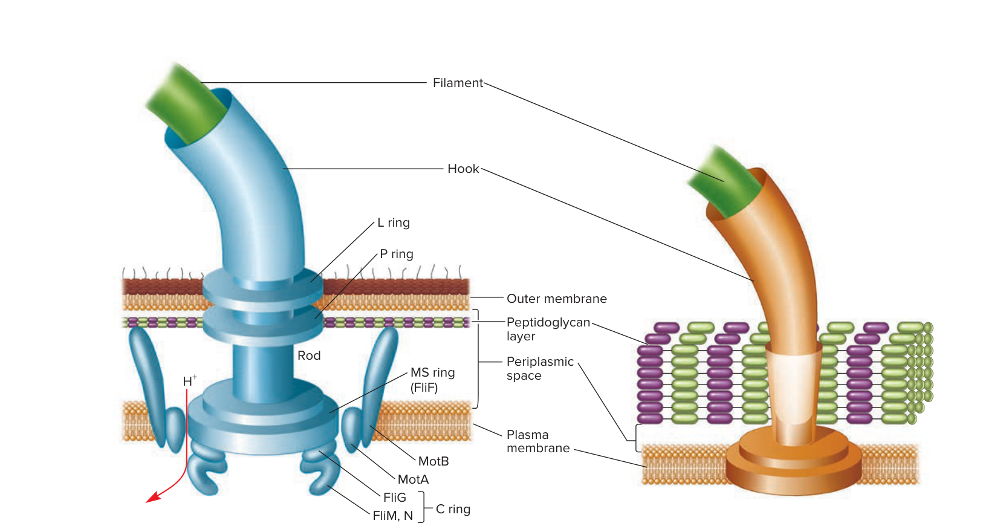 Filament
Hook
L ring
P ring
Outer membrane
Peptidoglycan
layer
Rod
Periplasmic
space
MS ring
(FliF)
H⁺
Plasma
membrane
MotB
MotA
FliG
C ring
FliM, N